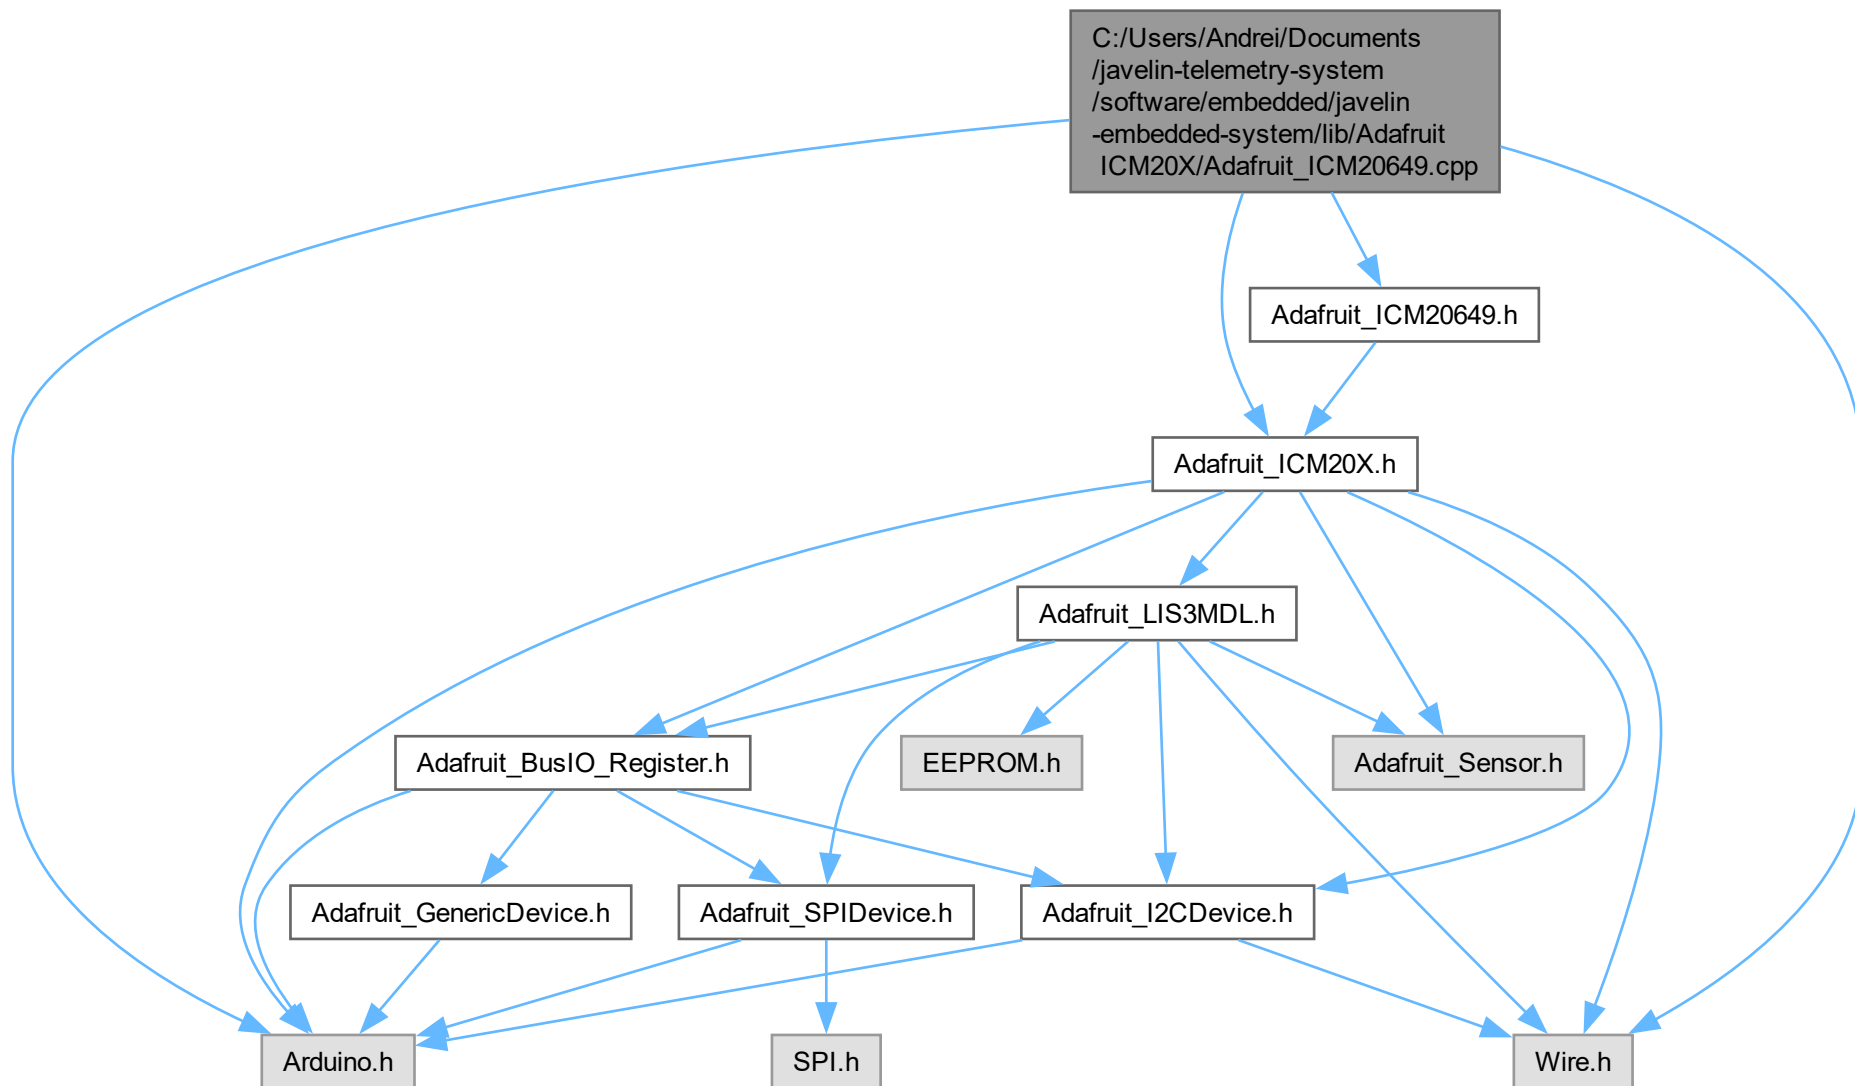 C:/Users/Andrei/Documents
/javelin-telemetry-system
/software/embedded/javelin
-embedded-system/lib/Adafruit
ICM20X/Adafruit_ICM20649.cpp
Adafruit_ICM20649.h
Adafruit_ICM20X.h
Adafruit_LIS3MDL.h
Adafruit_BusIO_Register.h
EEPROM.h
Adafruit_Sensor.h
Adafruit_GenericDevice.h
Adafruit_SPIDevice.h
Adafruit_I2CDevice.h
Arduino.h
SPI.h
Wire.h